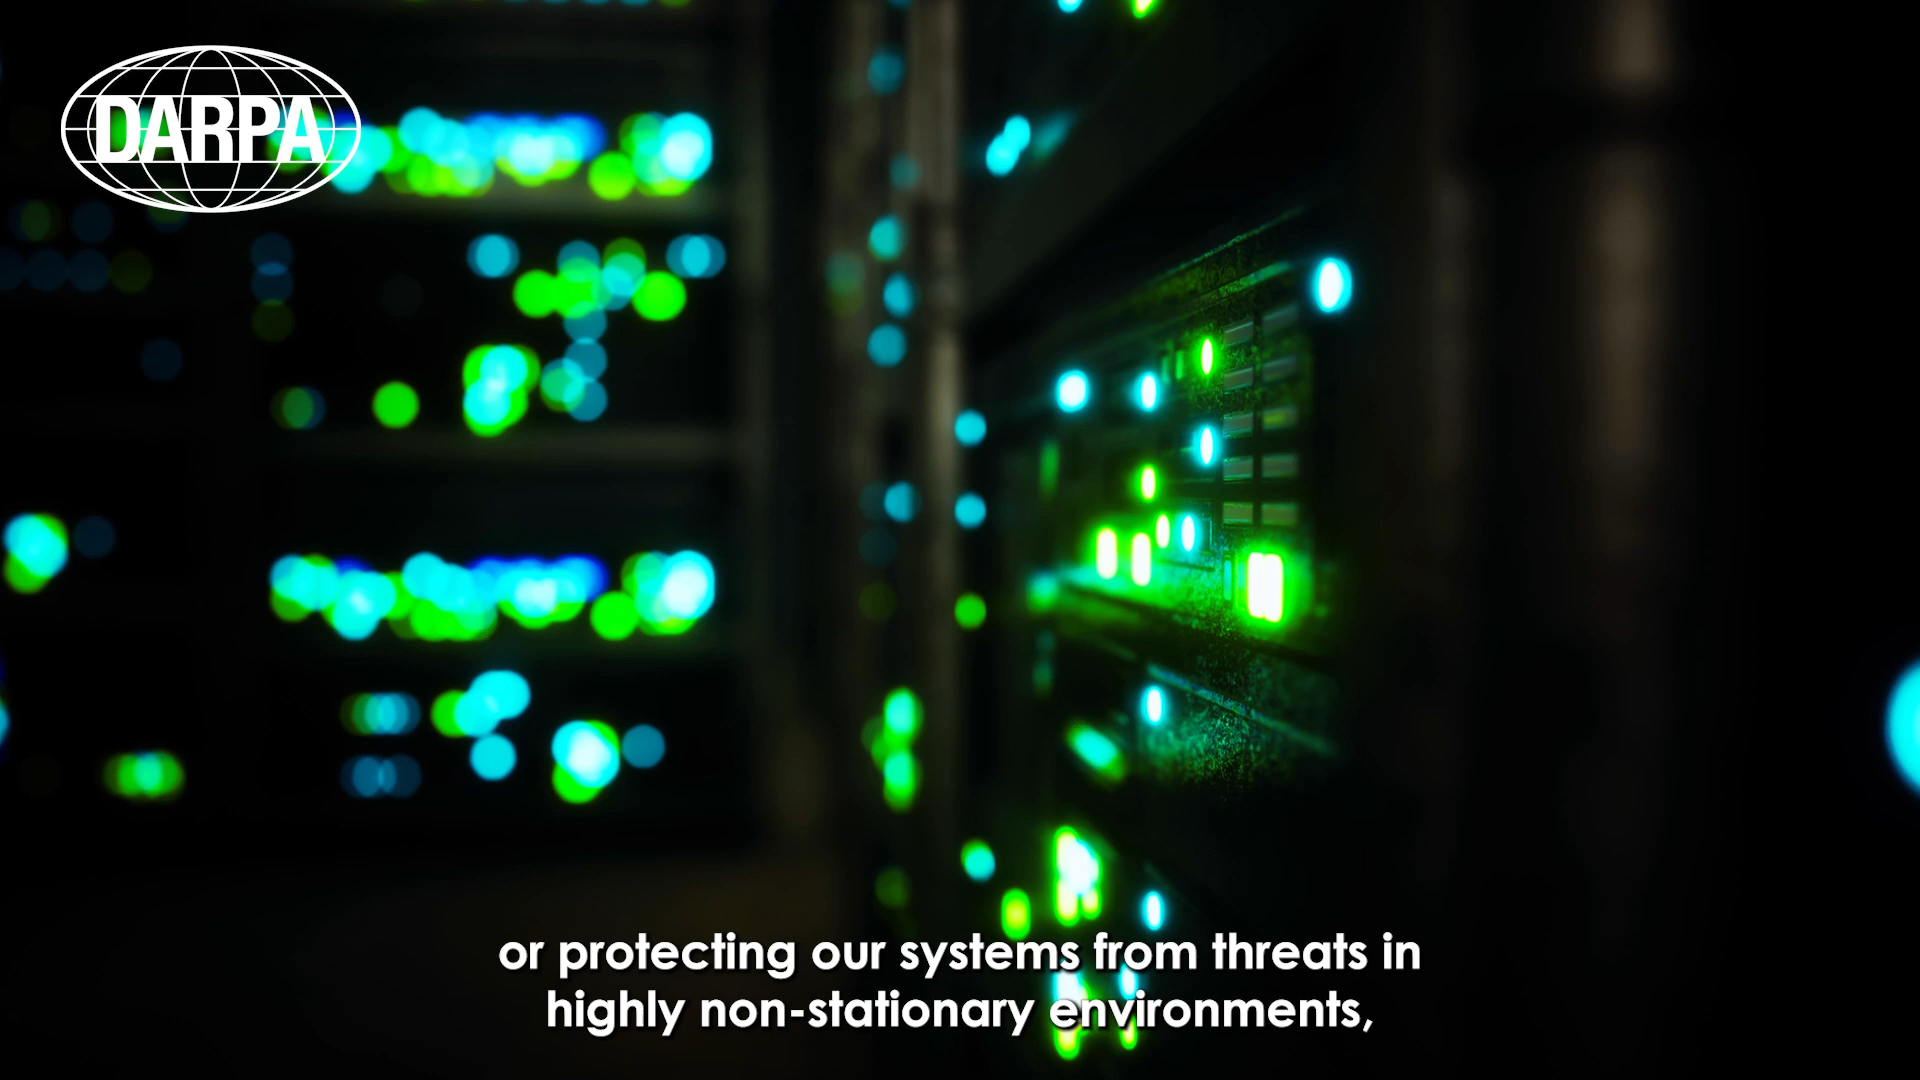 DARPA
or protecting our systems from threats in
highly non-stationary environments,